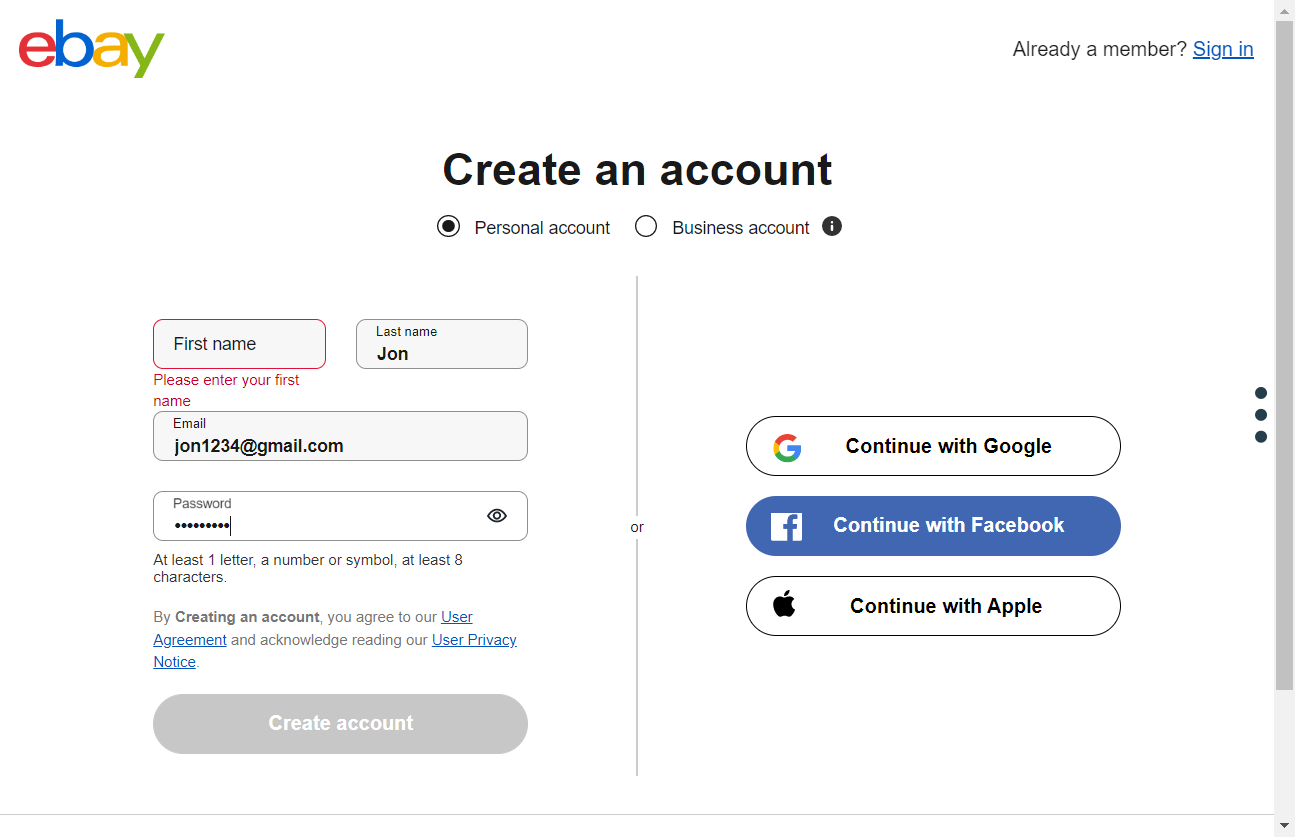 ebay
Already a member? Sign in
Create an account
Personal account
Business account
First name
Last name
Jon
Please enter your first
name
Email
jon1234@gmail.com
Password
•••••••••
At least 1 letter, a number or symbol, at least 8
characters.
By Creating an account, you agree to our User
Agreement and acknowledge reading our User Privacy
Notice.
Create account
or
Continue with Google
Continue with Facebook
Continue with Apple